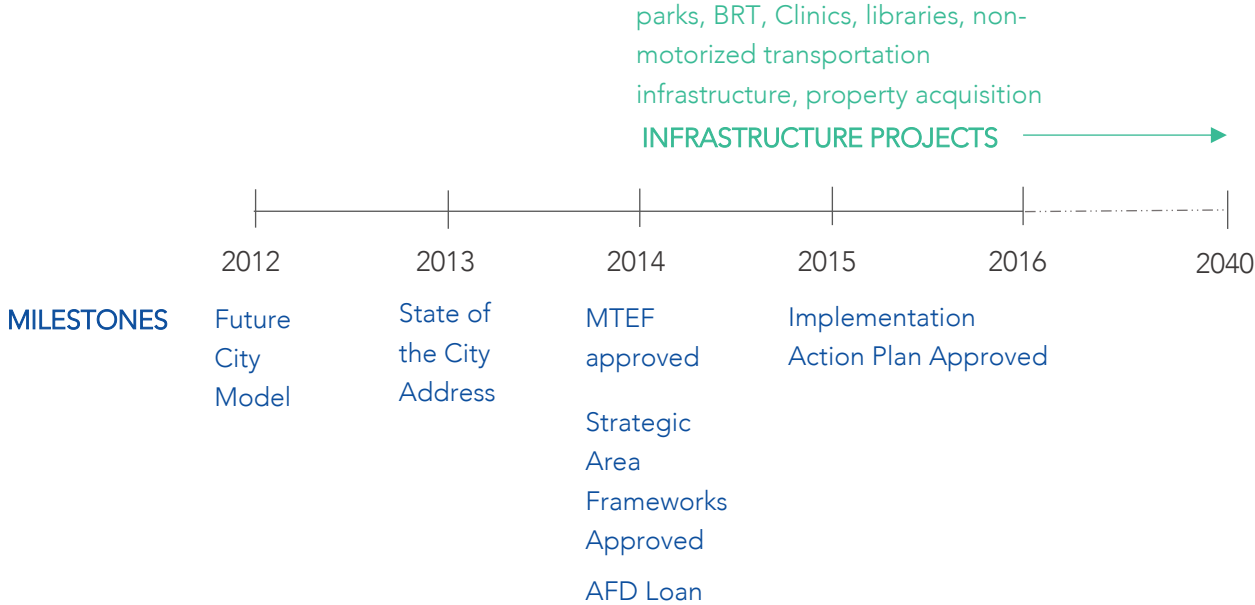 parks, BRT, Clinics, libraries, non-
motorized transportation
infrastructure, property acquisition
INFRASTRUCTURE PROJECTS
2012
2013
2014
2015
2016
2040
MILESTONES
Future
City
Model
State of
the City
Address
MTEF
approved
Strategic
Area
Frameworks
Approved
AFD Loan
Implementation
Action Plan Approved